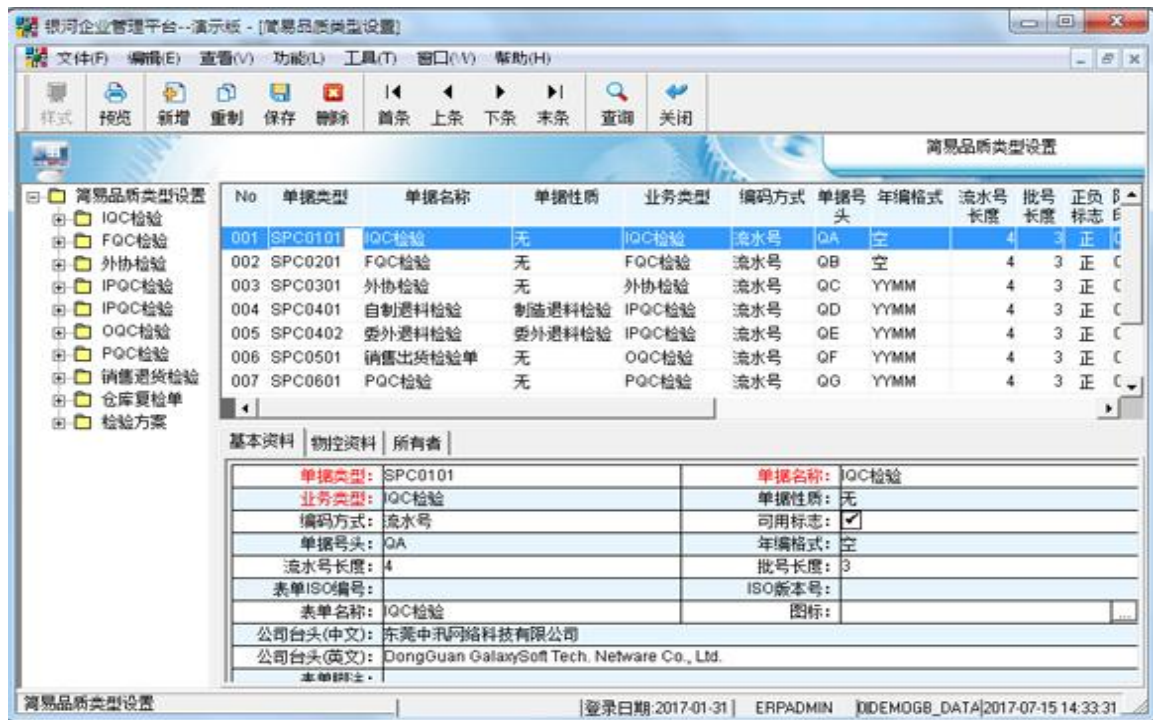 银河企业管理平台--演示版 - [简易品质类型设置]
文件(F) 编辑(E) 查看(V) 功能(L) 工具(T) 窗口(W) 帮助(H)
样式 预览 新增 重制 保存 删除 首条 上条 下条 末条 查询 关闭
简易品质类型设置
简易品质类型设置
IQC检验
FQC检验
外协检验
IPQC检验
IPQC检验
OQC检验
PQC检验
销售退货检验
仓库复检单
检验方案
No 单据类型 单据名称 单据性质 业务类型 编码方式 单据号头 年编格式 流水号长度 批号长度 正负标志
001 SPC0101 IQC检验 无 IQC检验 流水号 QA 空 4 3 正
002 SPC0201 FQC检验 无 FQC检验 流水号 QB 空 4 3 正
003 SPC0301 外协检验 无 外协检验 流水号 QC YYMM 4 3 正
004 SPC0401 自制退料检验 制造退料检验 IPQC检验 流水号 QD YYMM 4 3 正
005 SPC0402 委外退料检验 委外退料检验 IPQC检验 流水号 QE YYMM 4 3 正
006 SPC0501 销售出货检验单 无 OQC检验 流水号 QF YYMM 4 3 正
007 SPC0601 PQC检验 无 PQC检验 流水号 QG YYMM 4 3 正
基本资料 物控资料 所有者
单据类型: SPC0101 单据名称: IQC检验
业务类型: IQC检验 单据性质: 无
编码方式: 流水号 可用标志:
单据号头: QA 年编格式: 空
流水号长度: 4 批号长度: 3
表单ISO编号: ISO版本号:
表单名称: IQC检验 图标: ...
公司台头(中文): 东莞中汛网络科技有限公司
公司台头(英文): DongGuan GalaxySoft Tech. Netware Co., Ltd.
简易品质类型设置 登录日期:2017-01-31 ERPADMIN DEMOGB_DATA 2017-07-15 14:33:31